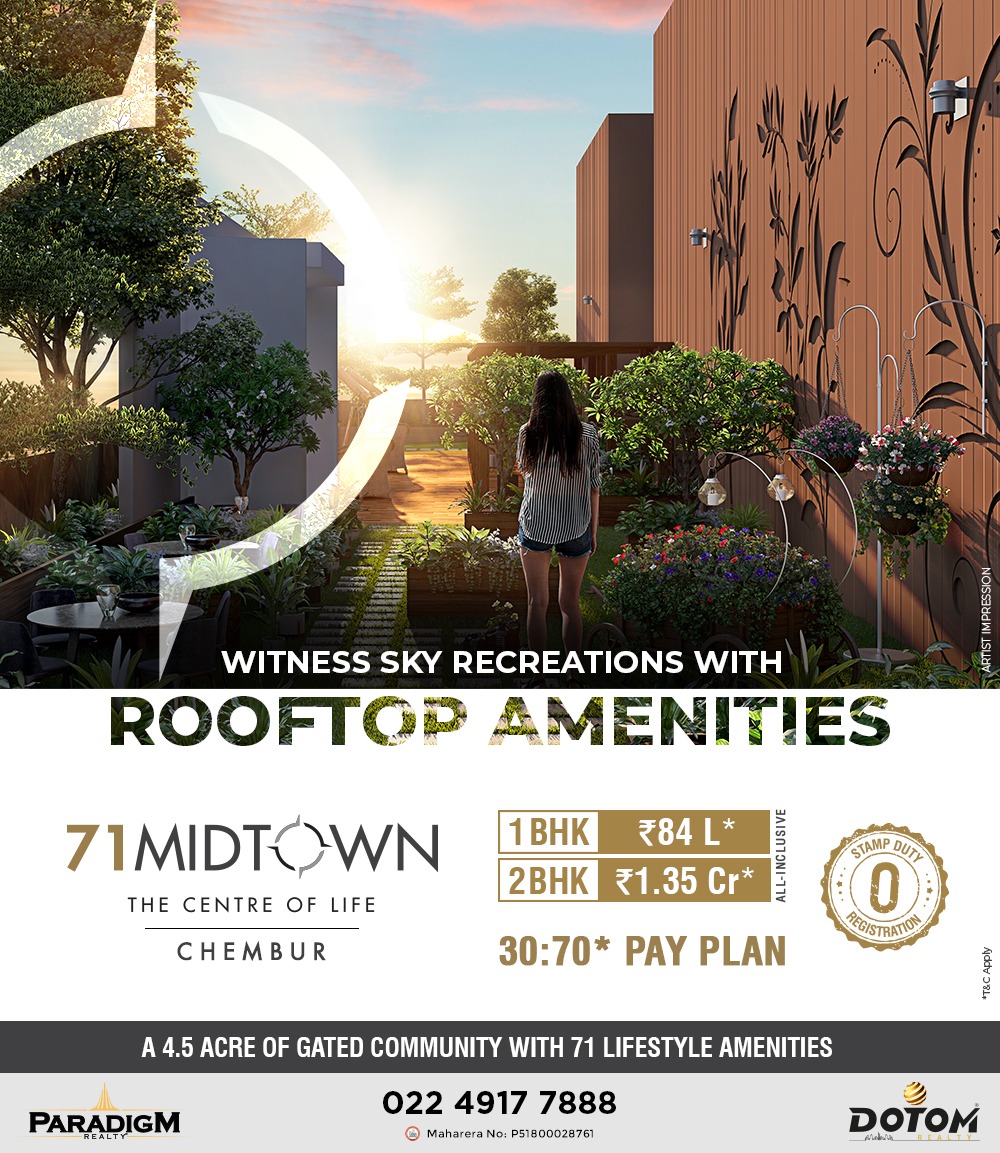 ARTIST IMPRESSION
WITNESS SKY RECREATIONS WITH
ROOFTOP AMENITIES
71 MIDTOWN
THE CENTRE OF LIFE
CHEMBUR
1 BHK ₹84 L*
2 BHK ₹1.35 Cr*
ALL-INCLUSIVE
30:70* PAY PLAN
STAMP DUTY
0
REGISTRATION
*T&C Apply
A 4.5 ACRE OF GATED COMMUNITY WITH 71 LIFESTYLE AMENITIES
PARADIGM
REALTY
022 4917 7888
Maharera No: P51800028761
DOTOM
REALTY